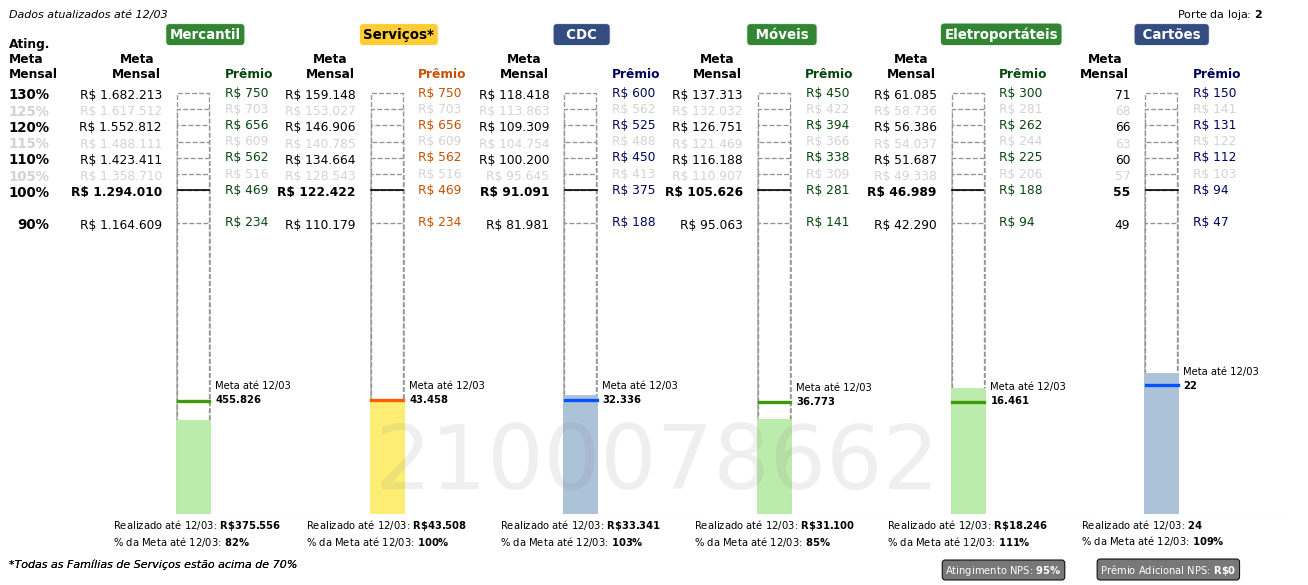 Dados atualizados até 12/03
Porte da loja: 2
Mercantil Serviços* CDC Móveis Eletroportáteis Cartões
Ating.
Meta Meta Meta Meta Meta Meta Meta
Mensal Mensal Prêmio Mensal Prêmio Mensal Prêmio Mensal Prêmio Mensal Prêmio Mensal Prêmio
130% R$ 1.682.213 R$ 750 R$ 159.148 R$ 750 R$ 118.418 R$ 600 R$ 137.313 R$ 450 R$ 61.085 R$ 300 71 R$ 150
125% R$ 1.617.512 R$ 703 R$ 153.027 R$ 703 R$ 113.863 R$ 562 R$ 132.032 R$ 422 R$ 58.736 R$ 281 68 R$ 141
120% R$ 1.552.812 R$ 656 R$ 146.906 R$ 656 R$ 109.309 R$ 525 R$ 126.751 R$ 394 R$ 56.386 R$ 262 66 R$ 131
115% R$ 1.488.111 R$ 609 R$ 140.785 R$ 609 R$ 104.754 R$ 488 R$ 121.469 R$ 366 R$ 54.037 R$ 244 63 R$ 122
110% R$ 1.423.411 R$ 562 R$ 134.664 R$ 562 R$ 100.200 R$ 450 R$ 116.188 R$ 338 R$ 51.687 R$ 225 60 R$ 112
105% R$ 1.358.710 R$ 516 R$ 128.543 R$ 516 R$ 95.645 R$ 413 R$ 110.907 R$ 309 R$ 49.338 R$ 206 57 R$ 103
100% R$ 1.294.010 R$ 469 R$ 122.422 R$ 469 R$ 91.091 R$ 375 R$ 105.626 R$ 281 R$ 46.989 R$ 188 55 R$ 94
90% R$ 1.164.609 R$ 234 R$ 110.179 R$ 234 R$ 81.981 R$ 188 R$ 95.063 R$ 141 R$ 42.290 R$ 94 49 R$ 47
Meta até 12/03 Meta até 12/03 Meta até 12/03 Meta até 12/03 Meta até 12/03 Meta até 12/03
455.826 43.458 32.336 36.773 16.461 22
2100078662
Realizado até 12/03: R$375.556 Realizado até 12/03: R$43.508 Realizado até 12/03: R$33.341 Realizado até 12/03: R$31.100 Realizado até 12/03: R$18.246 Realizado até 12/03: 24
% da Meta até 12/03: 82% % da Meta até 12/03: 100% % da Meta até 12/03: 103% % da Meta até 12/03: 85% % da Meta até 12/03: 111% % da Meta até 12/03: 109%
*Todas as Famílias de Serviços estão acima de 70%
Atingimento NPS: 95% Prêmio Adicional NPS: R$0